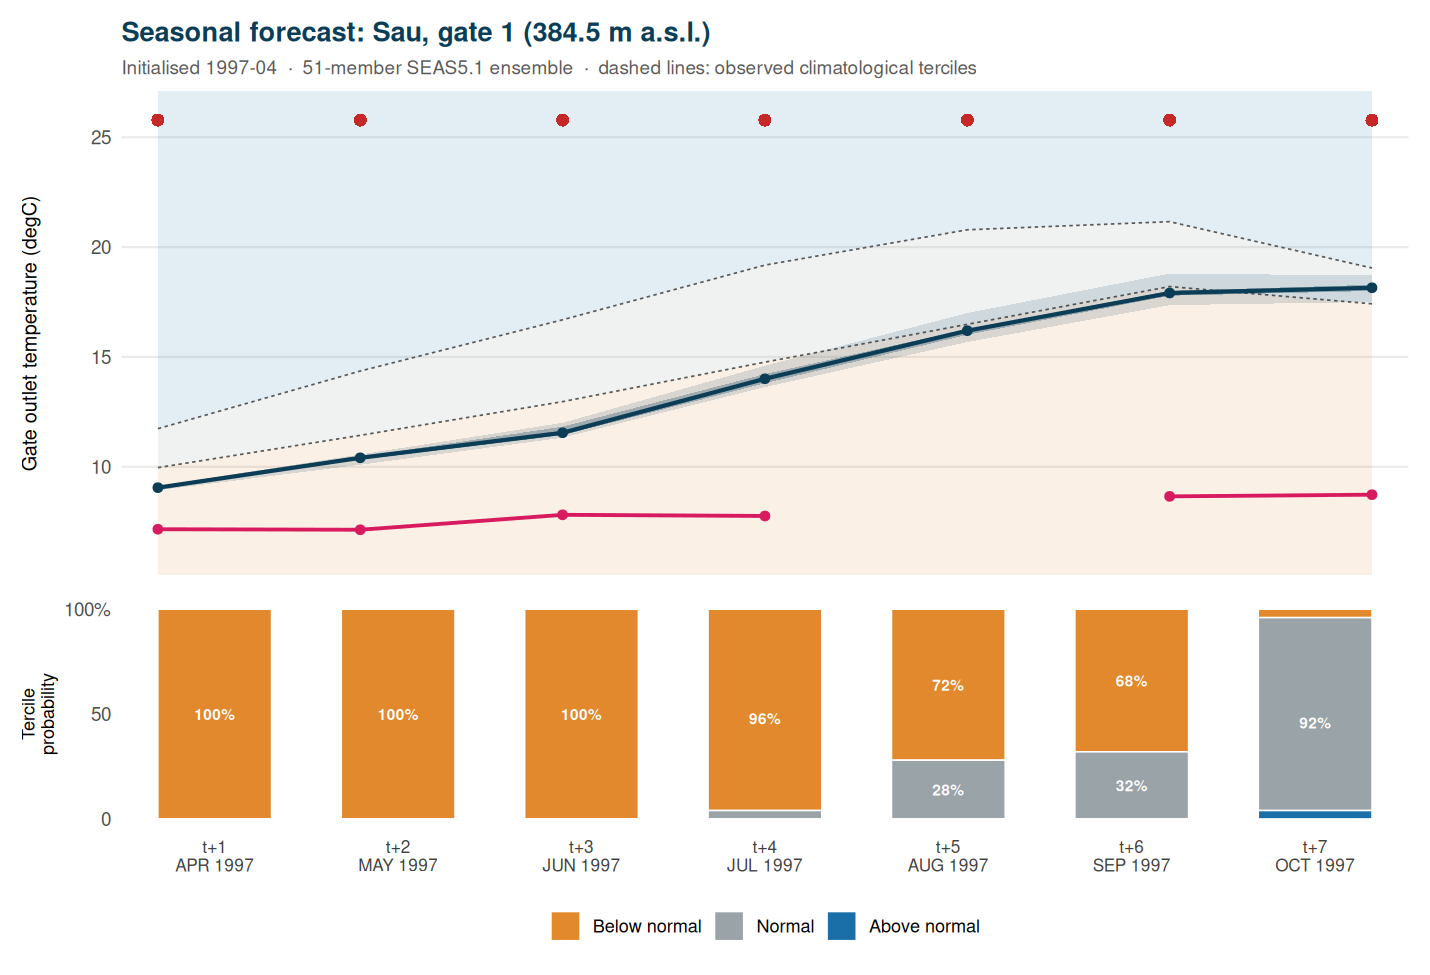 Seasonal forecast: Sau, gate 1 (384.5 m a.s.l.)
Initialised 1997-04 · 51-member SEAS5.1 ensemble · dashed lines: observed climatological terciles
Gate outlet temperature (degC)
25
20
15
10
Tercile
probability
100%
50
0
100%
100%
100%
96%
72%
28%
68%
32%
92%
t+1
APR 1997
t+2
MAY 1997
t+3
JUN 1997
t+4
JUL 1997
t+5
AUG 1997
t+6
SEP 1997
t+7
OCT 1997
Below normal
Normal
Above normal